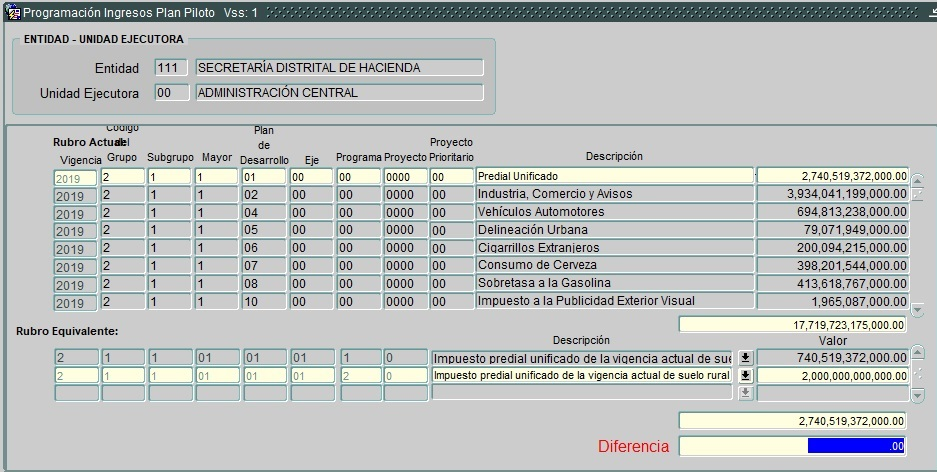 Programación Ingresos Plan Piloto Vss: 1
ENTIDAD - UNIDAD EJECUTORA
Entidad 111 SECRETARÍA DISTRITAL DE HACIENDA
Unidad Ejecutora 00 ADMINISTRACIÓN CENTRAL
Rubro Actual
Código del Grupo
Plan de Desarrollo
Proyecto Prioritario
Vigencia Subgrupo Mayor Eje Programa Proyecto Descripción
2019 2 1 1 01 00 00 0000 00 Predial Unificado 2,740,519,372,000.00
2019 2 1 1 02 00 00 0000 00 Industria, Comercio y Avisos 3,934,041,199,000.00
2019 2 1 1 04 00 00 0000 00 Vehículos Automotores 694,813,238,000.00
2019 2 1 1 05 00 00 0000 00 Delineación Urbana 79,071,949,000.00
2019 2 1 1 06 00 00 0000 00 Cigarrillos Extranjeros 200,094,215,000.00
2019 2 1 1 07 00 00 0000 00 Consumo de Cerveza 398,201,544,000.00
2019 2 1 1 08 00 00 0000 00 Sobretasa a la Gasolina 413,618,767,000.00
2019 2 1 1 10 00 00 0000 00 Impuesto a la Publicidad Exterior Visual 1,965,087,000.00
17,719,723,175,000.00
Rubro Equivalente:
Descripción Valor
2 1 1 01 01 01 1 0 Impuesto predial unificado de la vigencia actual de sue 740,519,372,000.00
2 1 1 01 01 01 2 0 Impuesto predial unificado de la vigencia actual de suelo rural 2,000,000,000,000.00
2,740,519,372,000.00
Diferencia .00